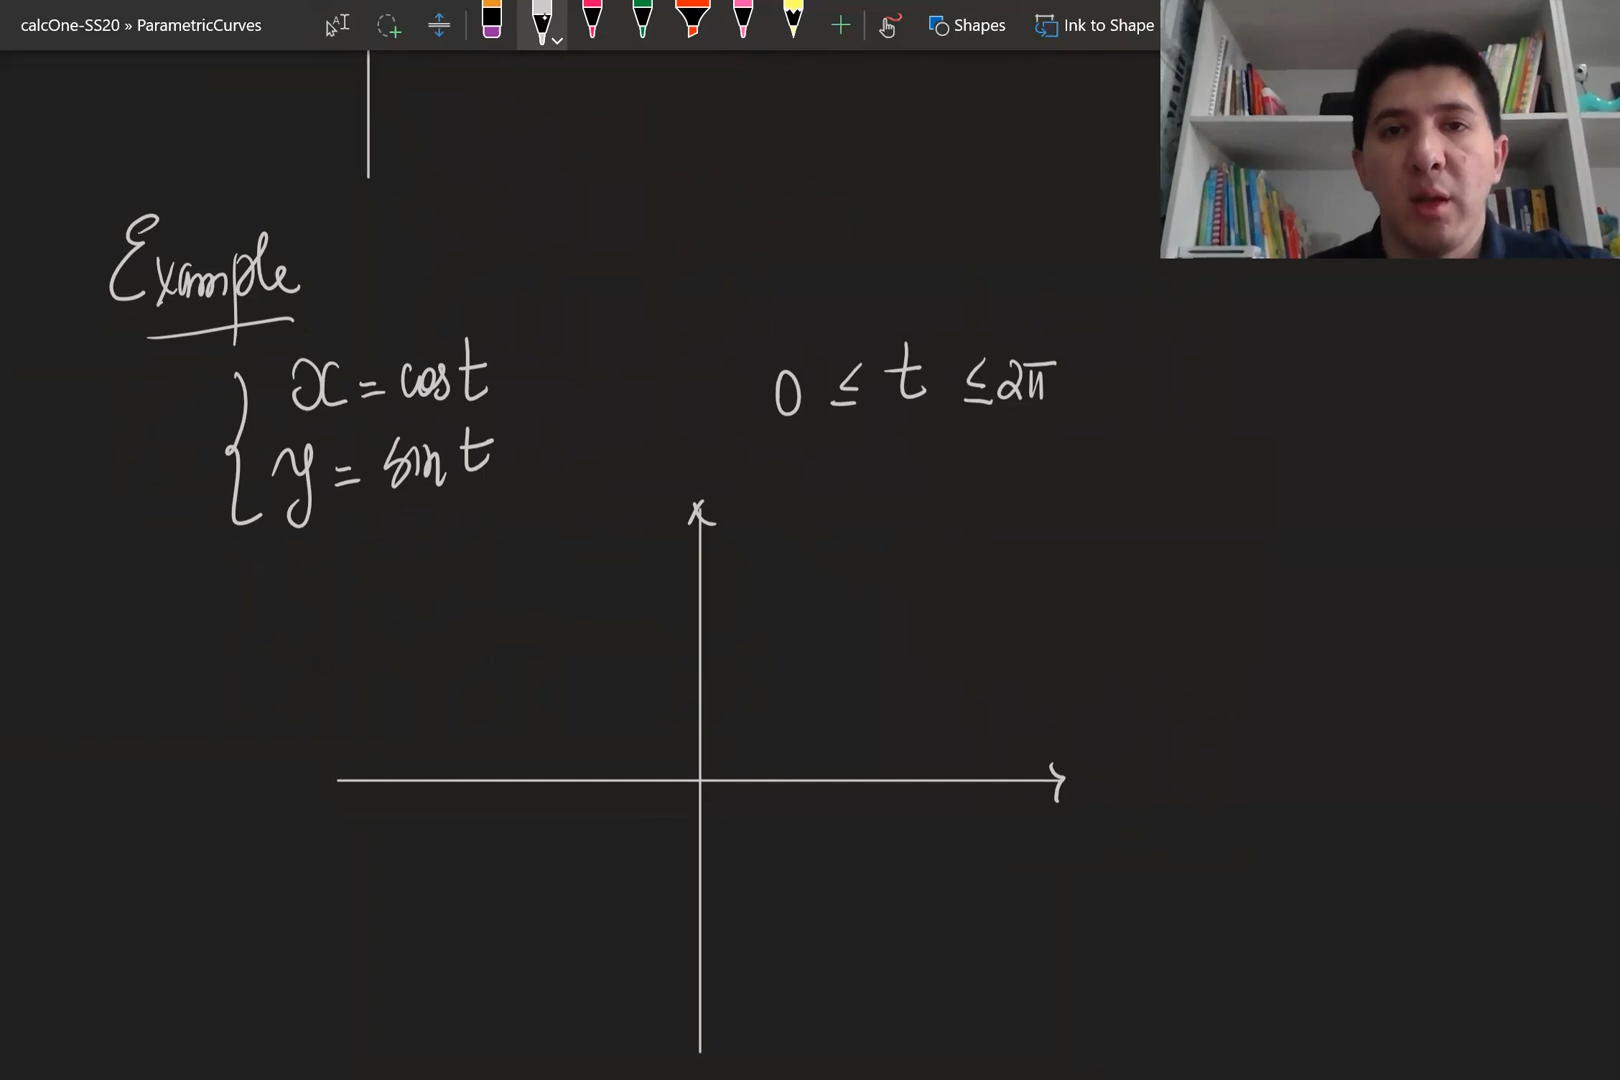 calcOne-SS20 » ParametricCurves Shapes Ink to Shape
Example
x = cos t 0 ≤ t ≤ 2π
y = sin t